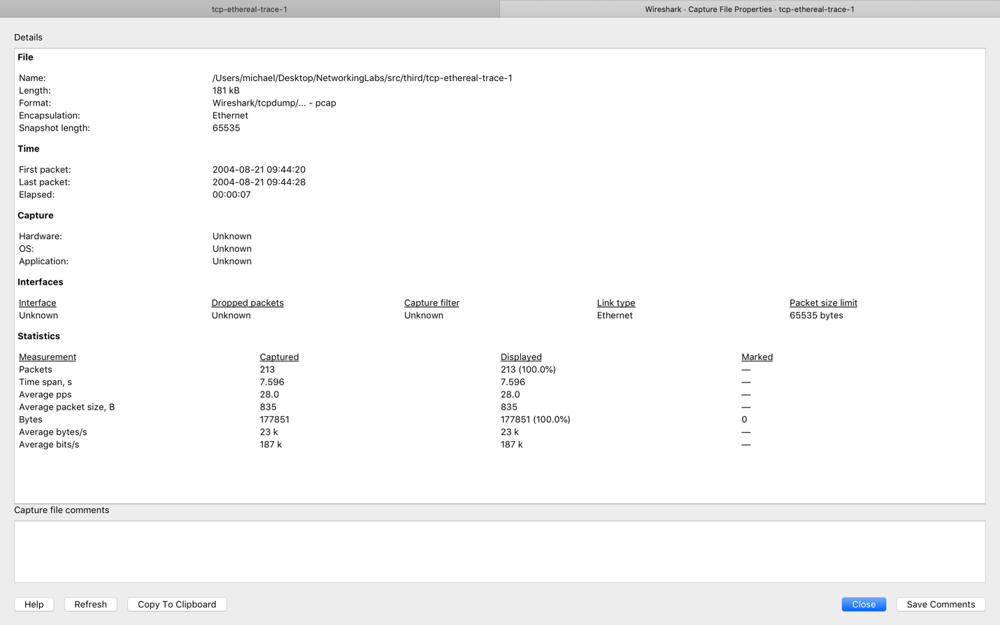 tcp-ethereal-trace-1
Wireshark · Capture File Properties · tcp-ethereal-trace-1
Details
File
Name: /Users/michael/Desktop/NetworkingLabs/src/third/tcp-ethereal-trace-1
Length: 181 kB
Format: Wireshark/tcpdump/... - pcap
Encapsulation: Ethernet
Snapshot length: 65535
Time
First packet: 2004-08-21 09:44:20
Last packet: 2004-08-21 09:44:28
Elapsed: 00:00:07
Capture
Hardware: Unknown
OS: Unknown
Application: Unknown
Interfaces
Interface Dropped packets Capture filter Link type Packet size limit
Unknown Unknown Unknown Ethernet 65535 bytes
Statistics
Measurement Captured Displayed Marked
Packets 213 213 (100.0%) —
Time span, s 7.596 7.596 —
Average pps 28.0 28.0 —
Average packet size, B 835 835 —
Bytes 177851 177851 (100.0%) 0
Average bytes/s 23 k 23 k —
Average bits/s 187 k 187 k —
Capture file comments
Help Refresh Copy To Clipboard Close Save Comments